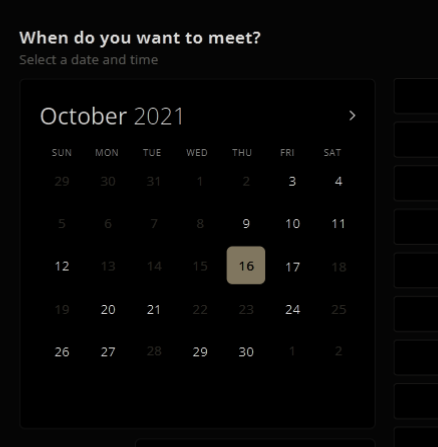 When do you want to meet?
Select a date and time
October 2021
SUN MON TUE WED THU FRI SAT
29 30 31 1 2 3 4
5 6 7 8 9 10 11
12 13 14 15 16 17 18
19 20 21 22 23 24 25
26 27 28 29 30 1 2